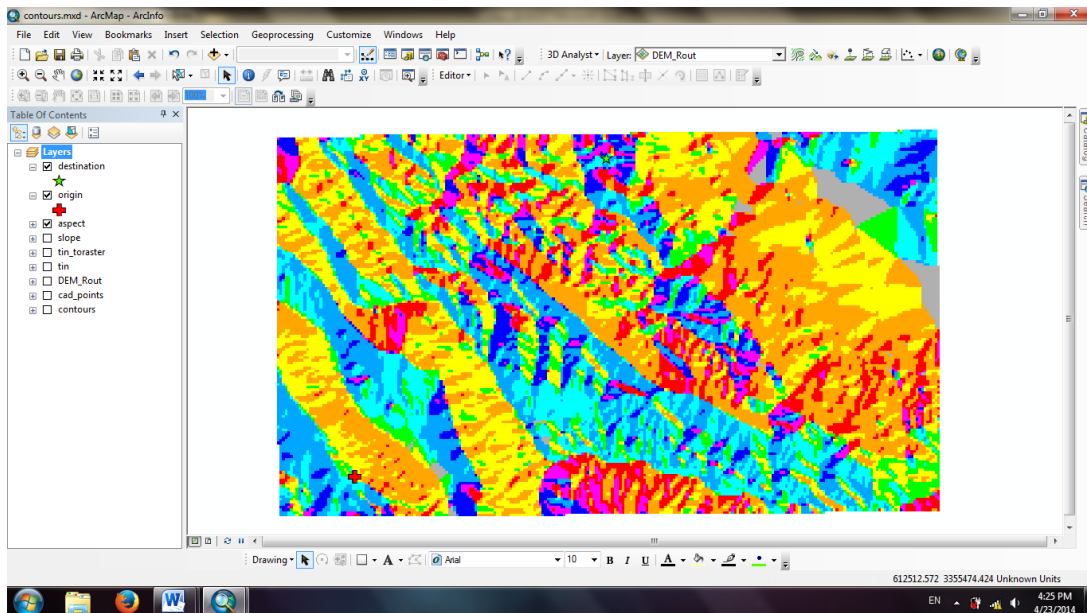 contours.mxd - ArcMap - ArcInfo
File Edit View Bookmarks Insert Selection Geoprocessing Customize Windows Help
3D Analyst Layer: DEM_Rout
Editor
100%
Table Of Contents
Layers
destination
origin
aspect
slope
tin_toraster
tin
DEM_Rout
cad_points
contours
Drawing A Arial 10 B I U A
612512.572 3355474.424 Unknown Units
EN 4:25 PM
4/23/2014